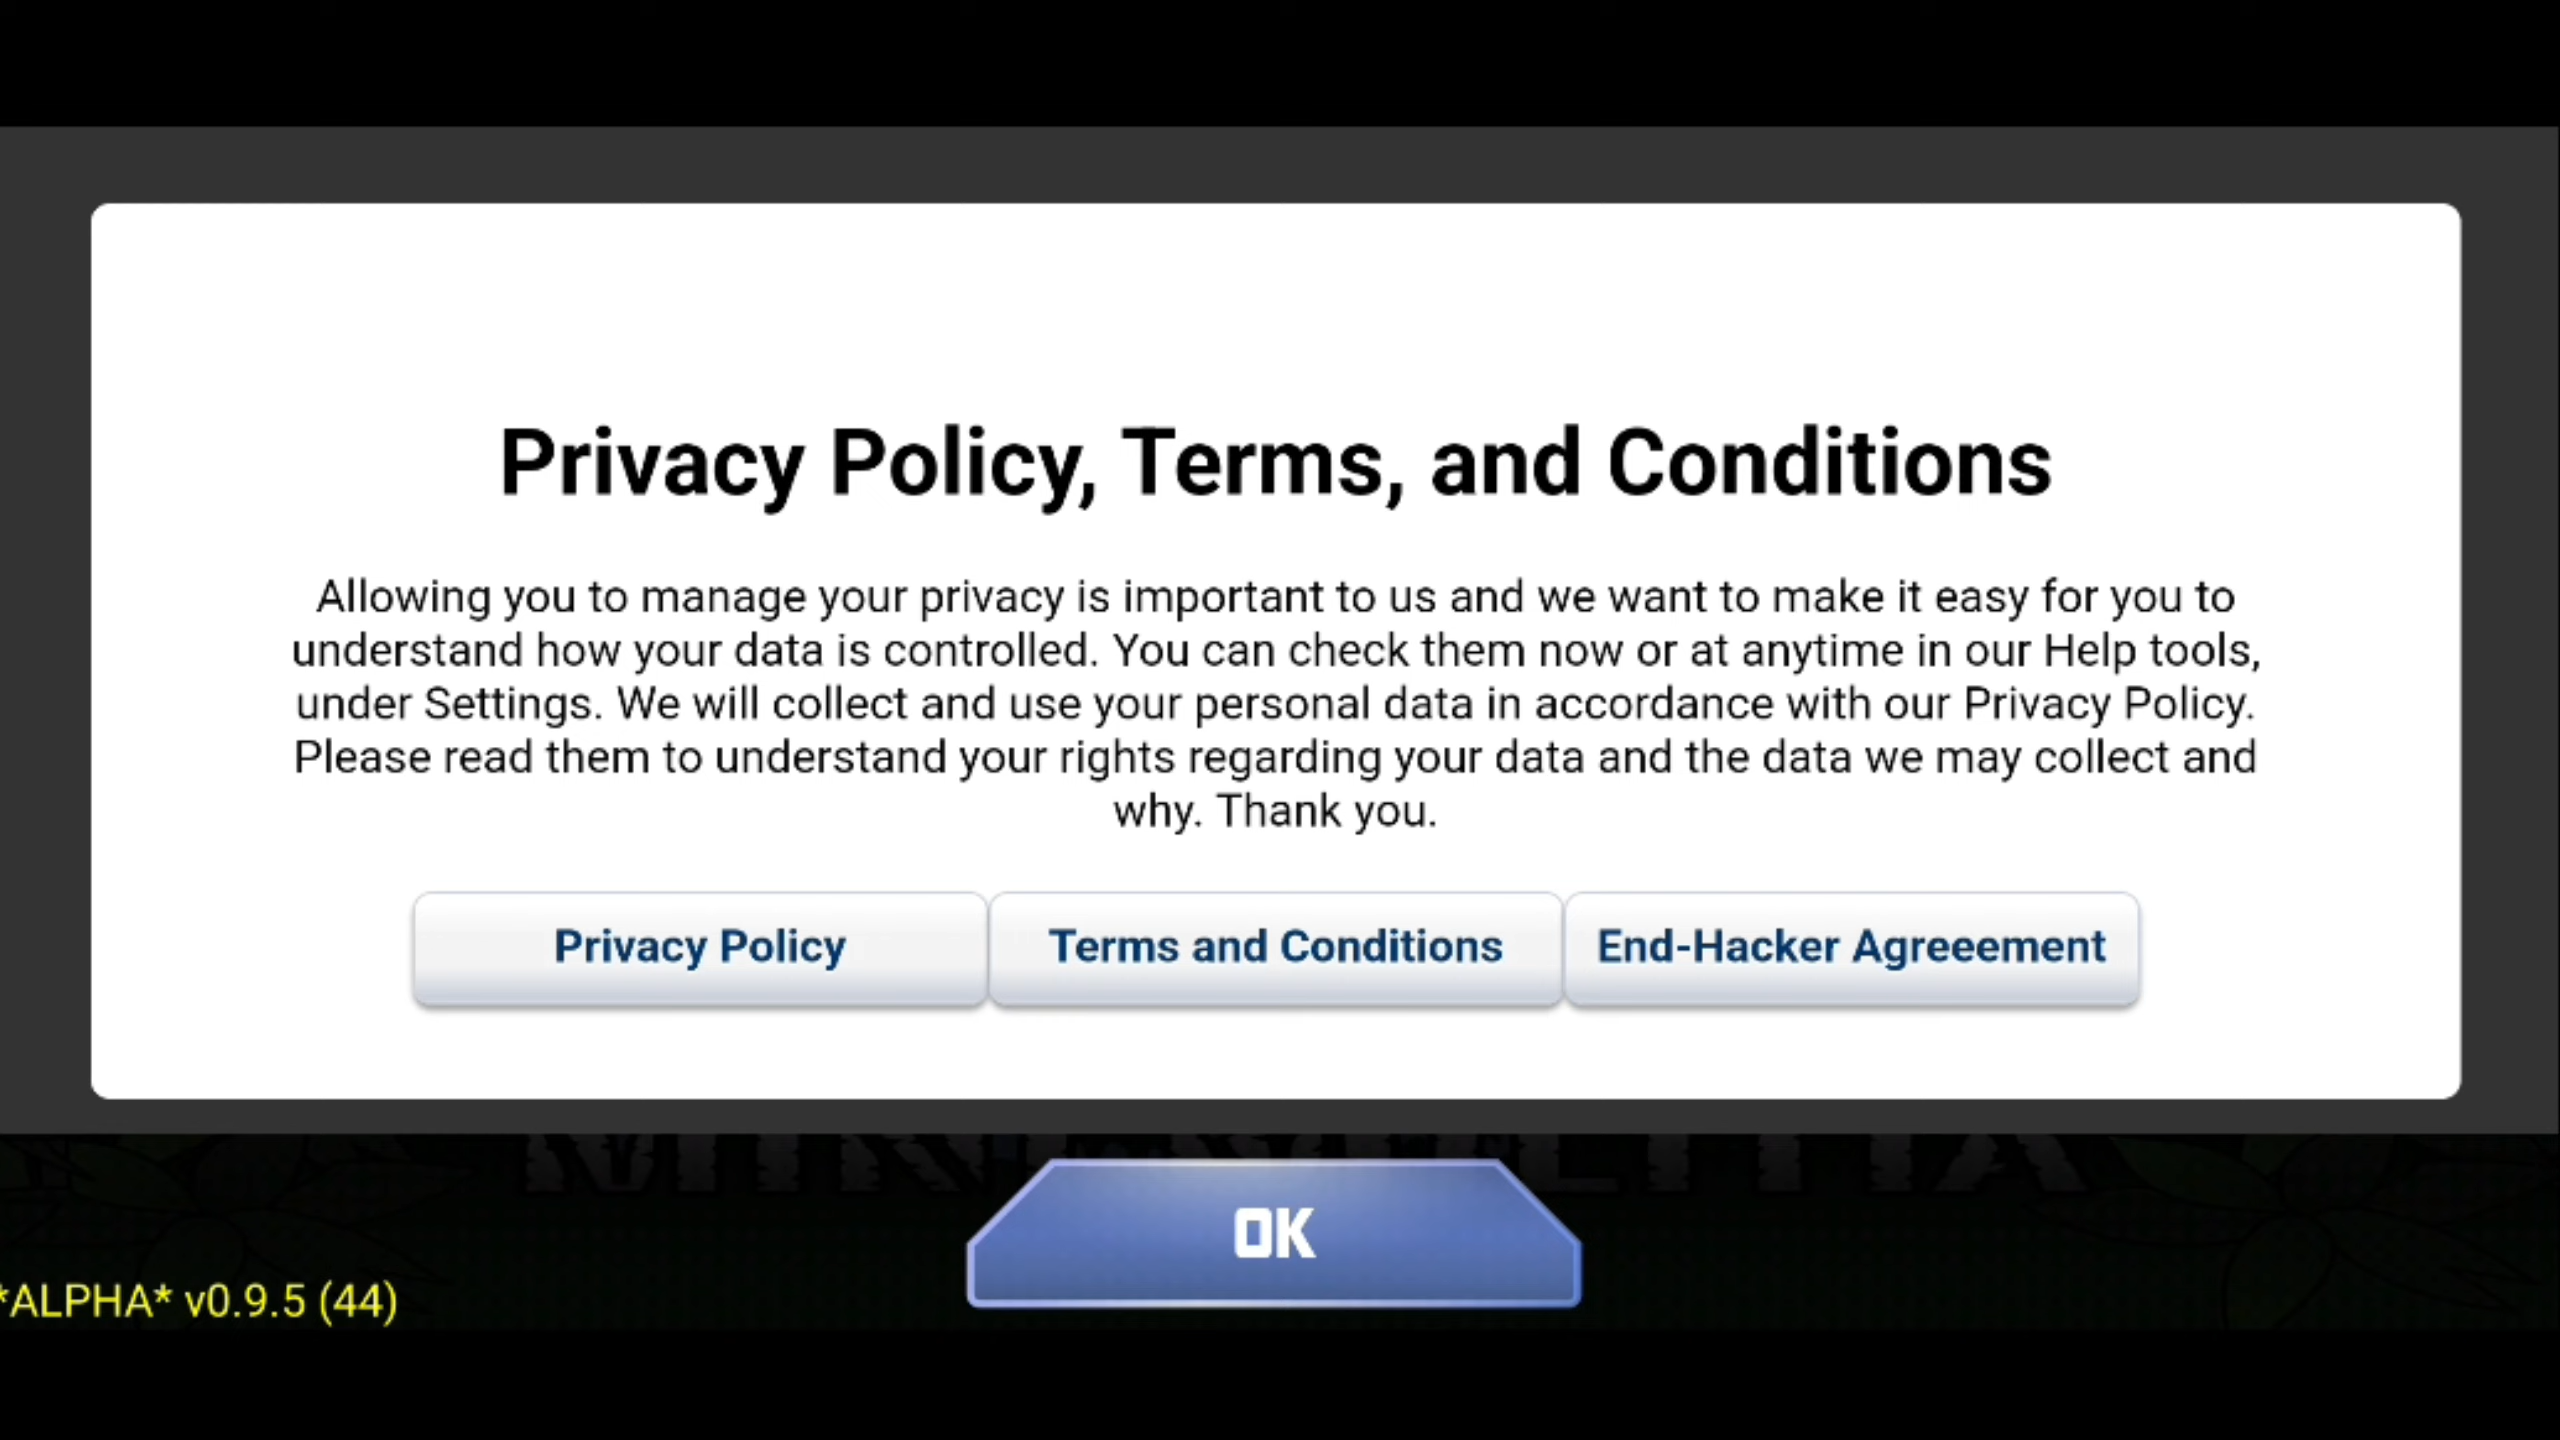 Privacy Policy, Terms, and Conditions
Allowing you to manage your privacy is important to us and we want to make it easy for you to
understand how your data is controlled. You can check them now or at anytime in our Help tools,
under Settings. We will collect and use your personal data in accordance with our Privacy Policy.
Please read them to understand your rights regarding your data and the data we may collect and
why. Thank you.
Privacy Policy
Terms and Conditions
End-Hacker Agreeement
OK
*ALPHA* v0.9.5 (44)